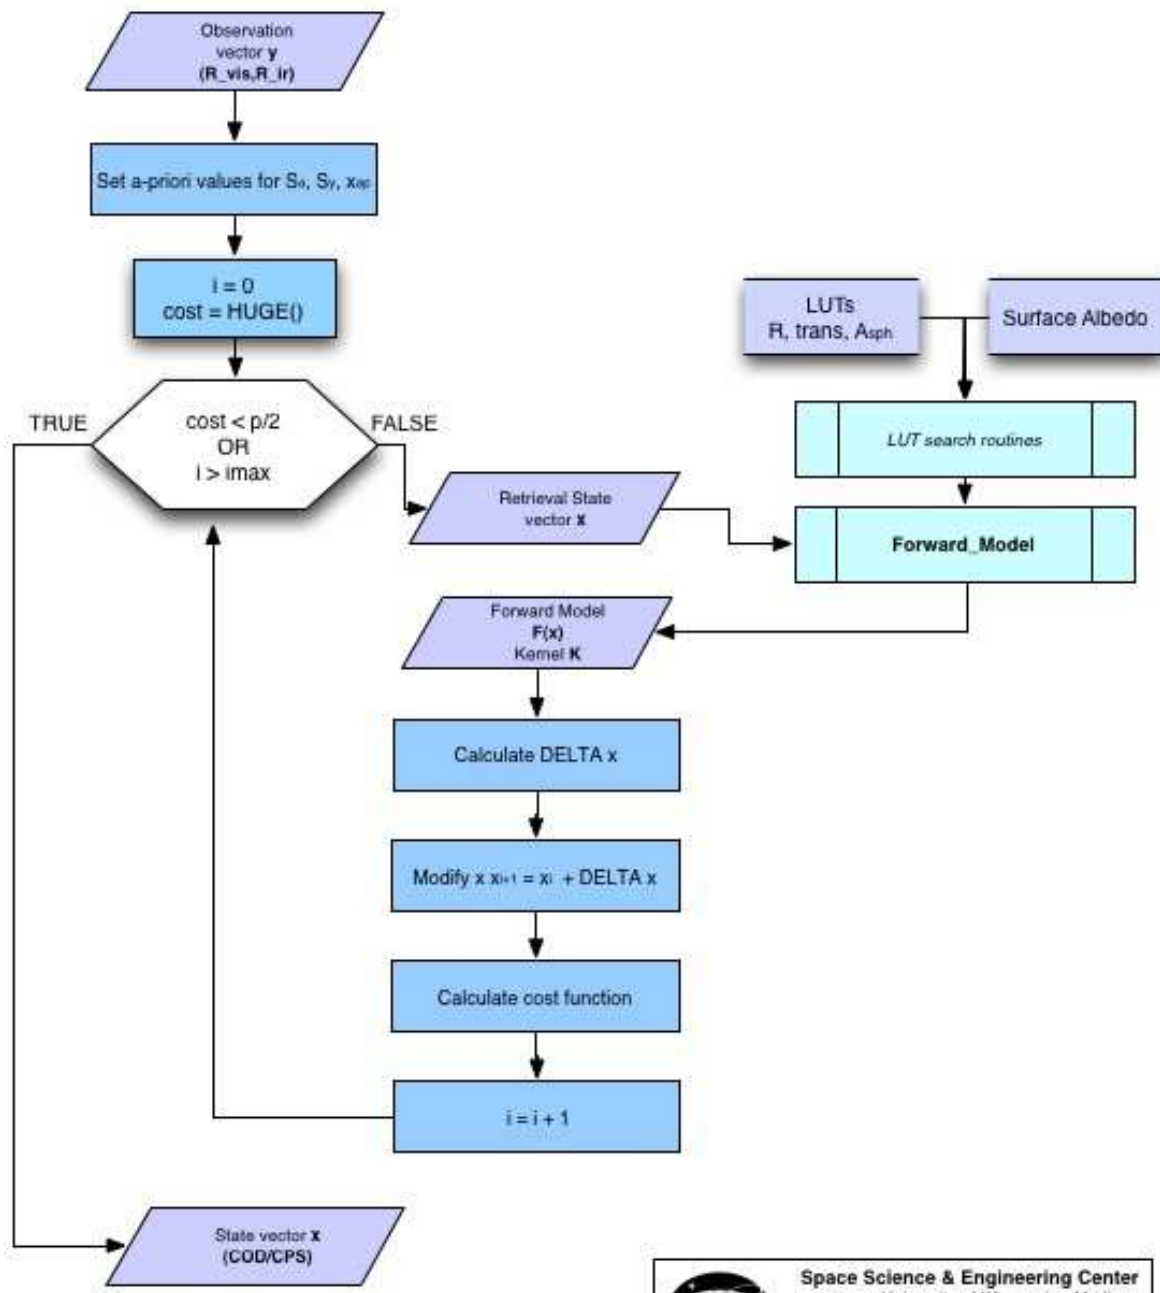 Observation
vector y
(R_vis,R_ir)
Set a-priori values for Sa, Sy, xap
i = 0
cost = HUGE()
TRUE
cost < p/2
OR
i > imax
FALSE
LUTs
R, trans, Asph
Surface Albedo
LUT search routines
Retrieval State
vector x
Forward_Model
Forward Model
F(x)
Kernel K
Calculate DELTA x
Modify x xi+1 = xi + DELTA x
Calculate cost function
i = i + 1
State vector x
(COD/CPS)
Space Science & Engineering Center